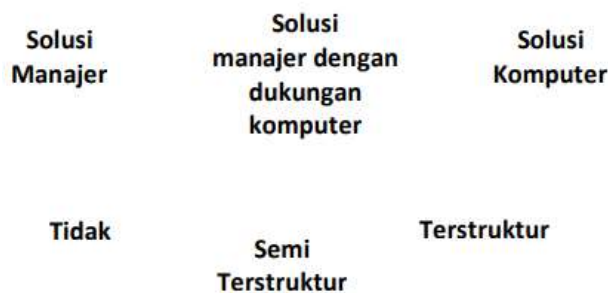 Solusi
Manajer
Solusi
manajer dengan
dukungan
komputer
Solusi
Komputer
Tidak
Semi
Terstruktur
Terstruktur